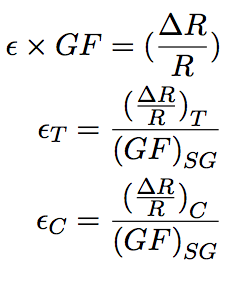 ϵ × GF = (ΔR/R)
ϵ_T = (ΔR/R)_T / (GF)_SG
ϵ_C = (ΔR/R)_C / (GF)_SG